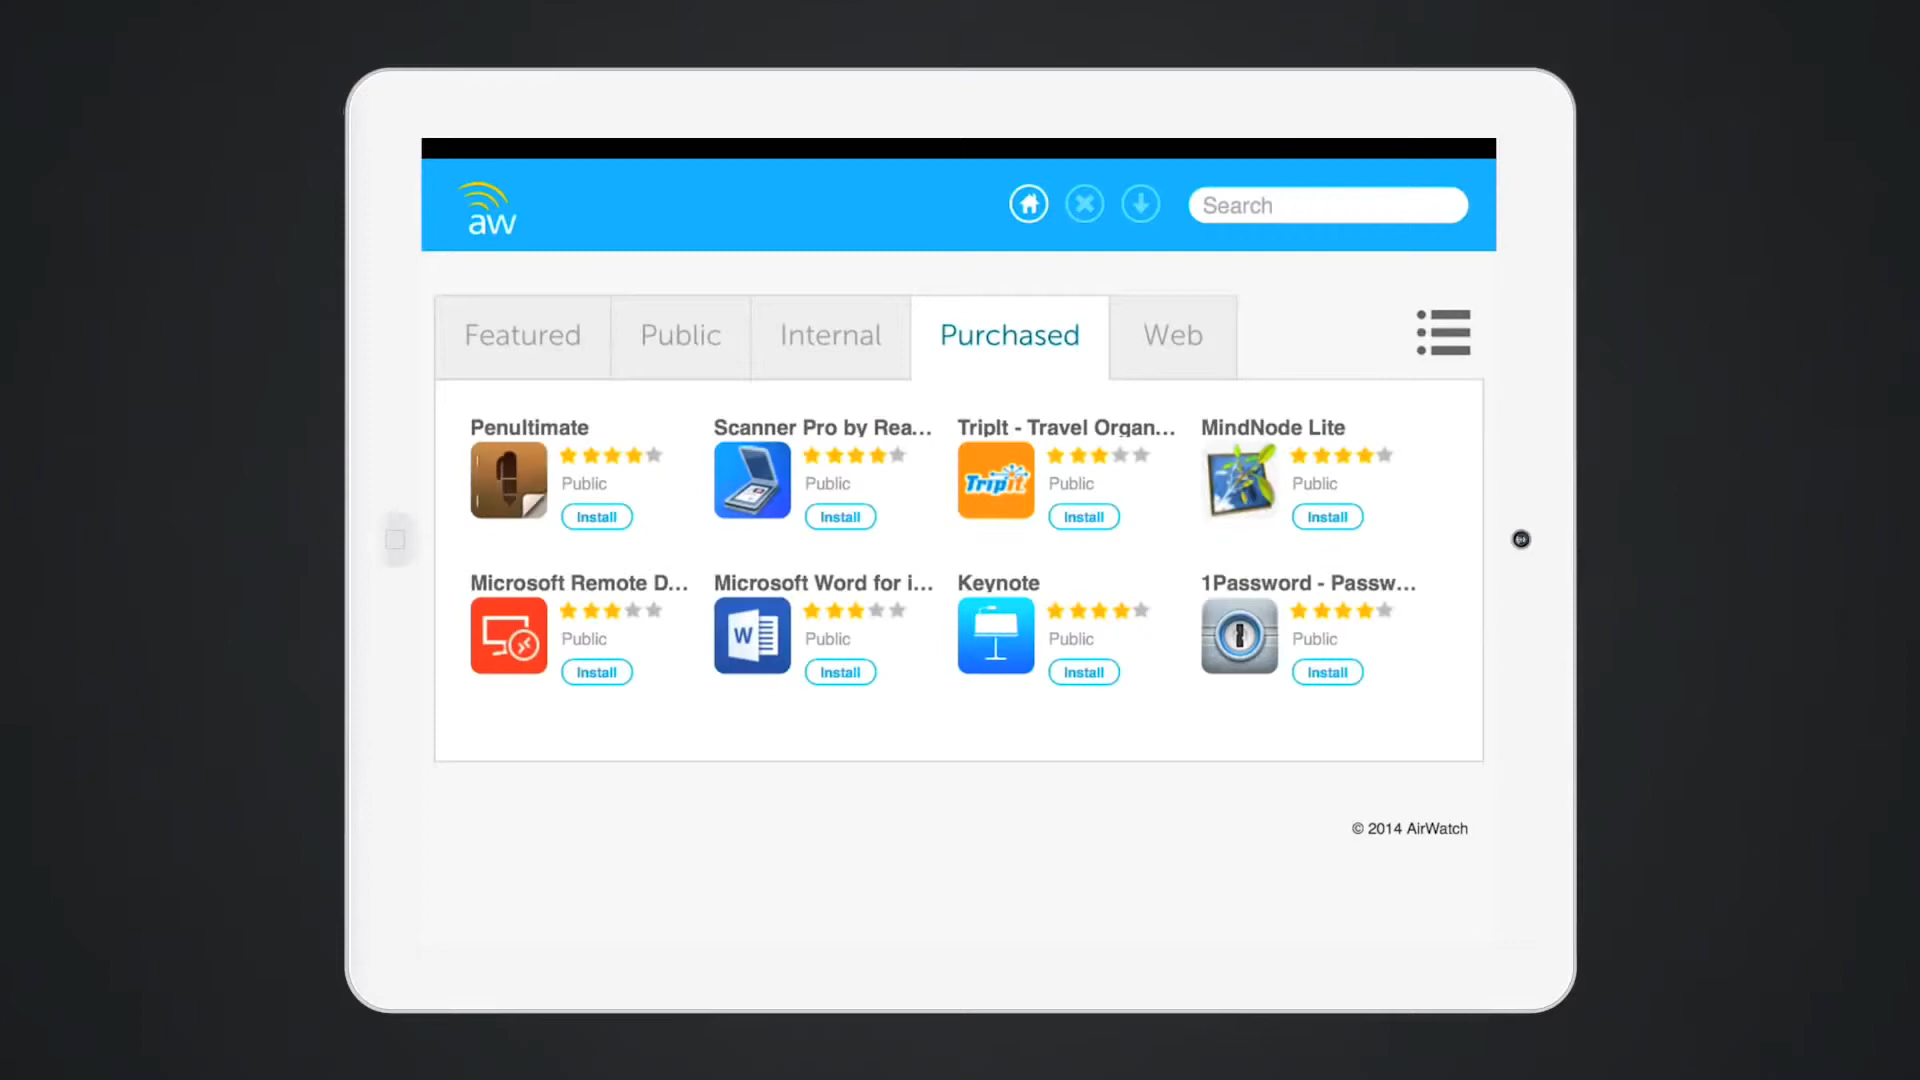 aw
Search
Featured Public Internal Purchased Web
Penultimate Scanner Pro by Rea... TripIt - Travel Organ... MindNode Lite
TripIt
Public Public Public Public
Install Install Install Install
Microsoft Remote D... Microsoft Word for i... Keynote 1Password - Passw...
W
Public Public Public Public
Install Install Install Install
© 2014 AirWatch